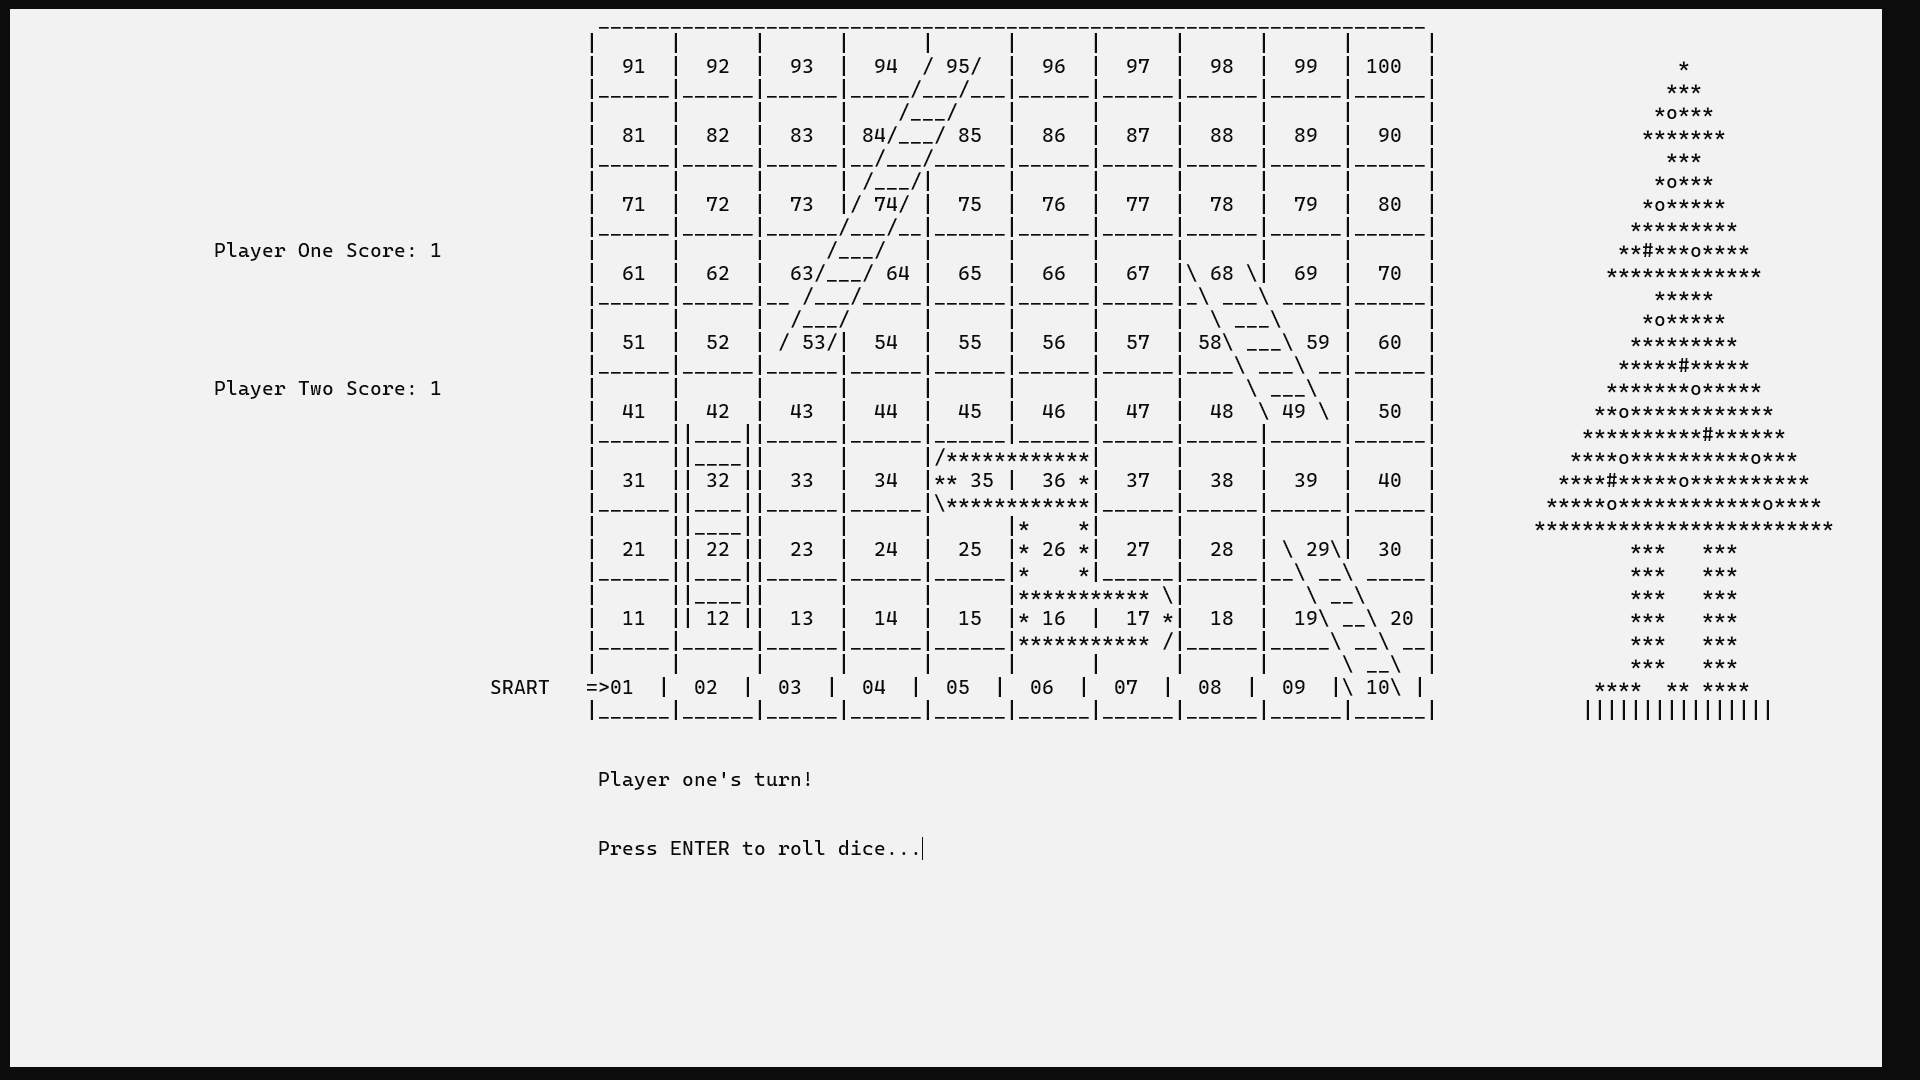 91 92 93 94 95 96 97 98 99 100
81 82 83 84 85 86 87 88 89 90
71 72 73 74 75 76 77 78 79 80
Player One Score: 1
61 62 63 64 65 66 67 68 69 70
51 52 53 54 55 56 57 58 59 60
Player Two Score: 1
41 42 43 44 45 46 47 48 49 50
31 32 33 34 35 36 37 38 39 40
21 22 23 24 25 26 27 28 29 30
11 12 13 14 15 16 17 18 19 20
SRART =>01 02 03 04 05 06 07 08 09 10
Player one's turn!
Press ENTER to roll dice...